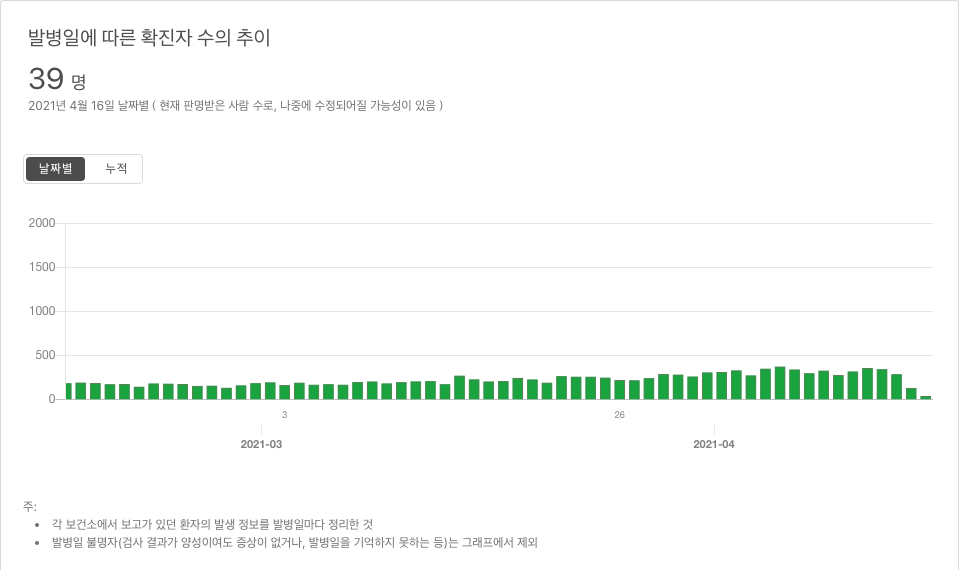 발병일에 따른 확진자 수의 추이
39 명
2021년 4월 16일 날짜별 ( 현재 판명받은 사람 수로, 나중에 수정되어질 가능성이 있음 )
날짜별 누적
2000
1500
1000
500
0
3 26
2021-03 2021-04
주:
• 각 보건소에서 보고가 있던 환자의 발생 정보를 발병일마다 정리한 것
• 발병일 불명자(검사 결과가 양성이여도 증상이 없거나, 발병일을 기억하지 못하는 등)는 그래프에서 제외